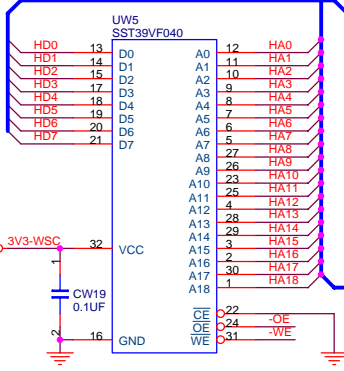 UW5
SST39VF040
HD0 13 D0 A0 12 HA0
HD1 14 D1 A1 11 HA1
HD2 15 D2 A2 10 HA2
HD3 17 D3 A3 9 HA3
HD4 18 D4 A4 8 HA4
HD5 19 D5 A5 7 HA5
HD6 20 D6 A6 6 HA6
HD7 21 D7 A7 5 HA7
A8 27 HA8
A9 26 HA9
A10 23 HA10
A11 25 HA11
A12 4 HA12
A13 28 HA13
A14 29 HA14
3V3-WSC 32 VCC A15 3 HA15
A16 2 HA16
A17 30 HA17
A18 1 HA18
1
CW19
0.1UF
2
16 GND
CE 22
OE 24 -OE
WE 31 -WE